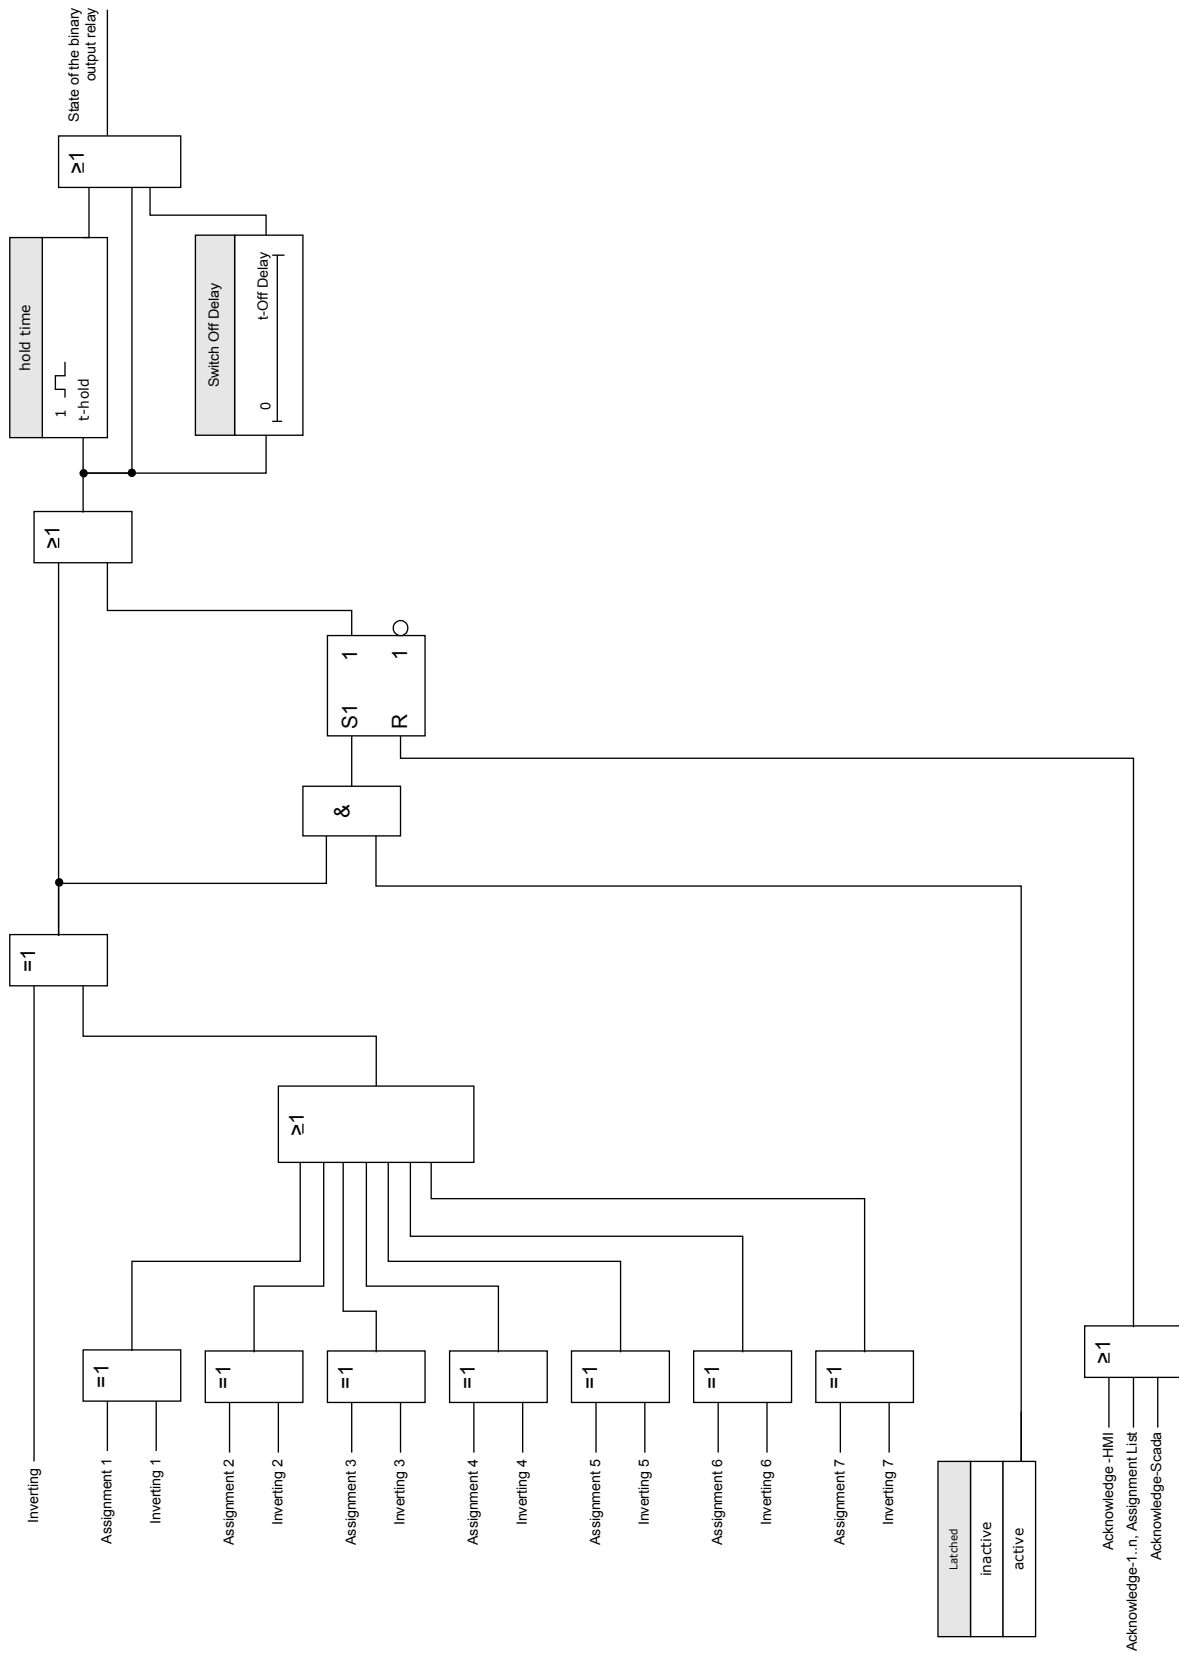 Inverting
Assignment 1
Inverting 1
Assignment 2
Inverting 2
Assignment 3
Inverting 3
Assignment 4
Inverting 4
Assignment 5
Inverting 5
Assignment 6
Inverting 6
Assignment 7
Inverting 7
Latched
inactive
active
Acknowledge -HMI
Acknowledge-1..n, Assignment List
Acknowledge-Scada
=1
=1
=1
=1
=1
=1
=1
≥1
≥1
=1
&
S1 1
R 1
≥1
hold time
1
t-hold
Switch Off Delay
0 t-Off Delay
≥1
State of the binary
output relay